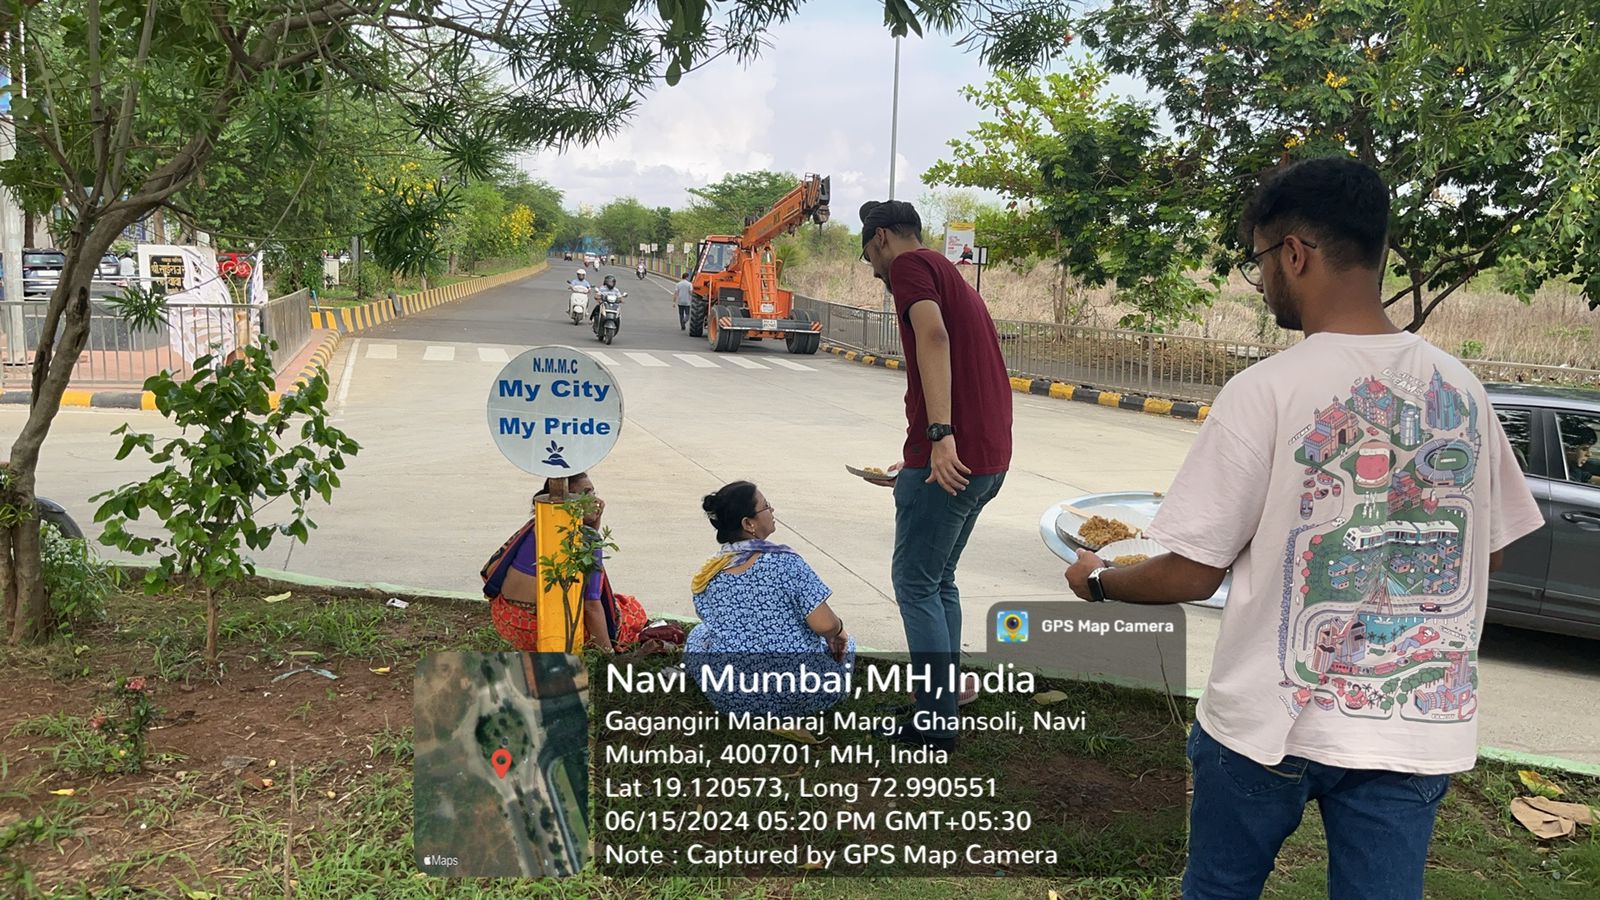 N.M.M.C
My City
My Pride
GPS Map Camera
Navi Mumbai,MH,India
Gagangiri Maharaj Marg, Ghansoli, Navi
Mumbai, 400701, MH, India
Lat 19.120573, Long 72.990551
06/15/2024 05:20 PM GMT+05:30
Note : Captured by GPS Map Camera
Maps